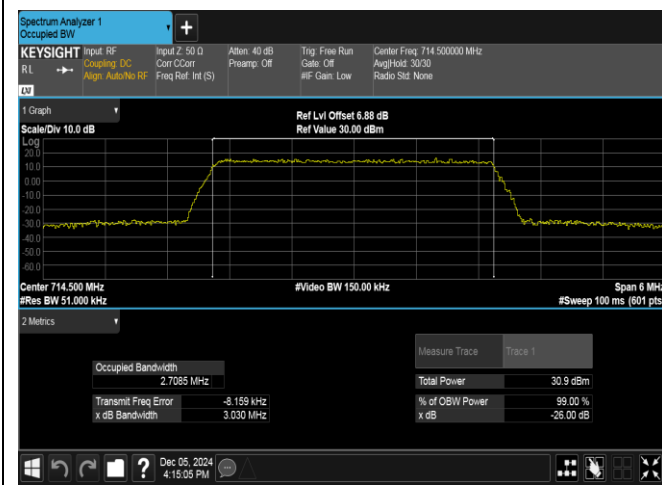 Spectrum Analyzer 1
Occupied BW
+
KEYSIGHT Input: RF Input Z: 50 Ω Atten: 40 dB Trig: Free Run Center Freq: 714.500000 MHz
RL Coupling: DC Corr CCorr Preamp: Off Gate: Off Avg|Hold: 30/30
Align: Auto/No RF Freq Ref: Int (S) #IF Gain: Low Radio Std: None
LXI
1 Graph
Ref Lvl Offset 6.88 dB
Scale/Div 10.0 dB Ref Value 30.00 dBm
Log
20.0
10.0
0.00
-10.0
-20.0
-30.0
-40.0
-50.0
-60.0
Center 714.500 MHz #Video BW 150.00 kHz Span 6 MHz
#Res BW 51.000 kHz #Sweep 100 ms (601 pts
2 Metrics
Measure Trace Trace 1
Occupied Bandwidth
2.7085 MHz Total Power 30.9 dBm
Transmit Freq Error -8.159 kHz % of OBW Power 99.00 %
x dB Bandwidth 3.030 MHz x dB -26.00 dB
? Dec 05, 2024
4:15:05 PM